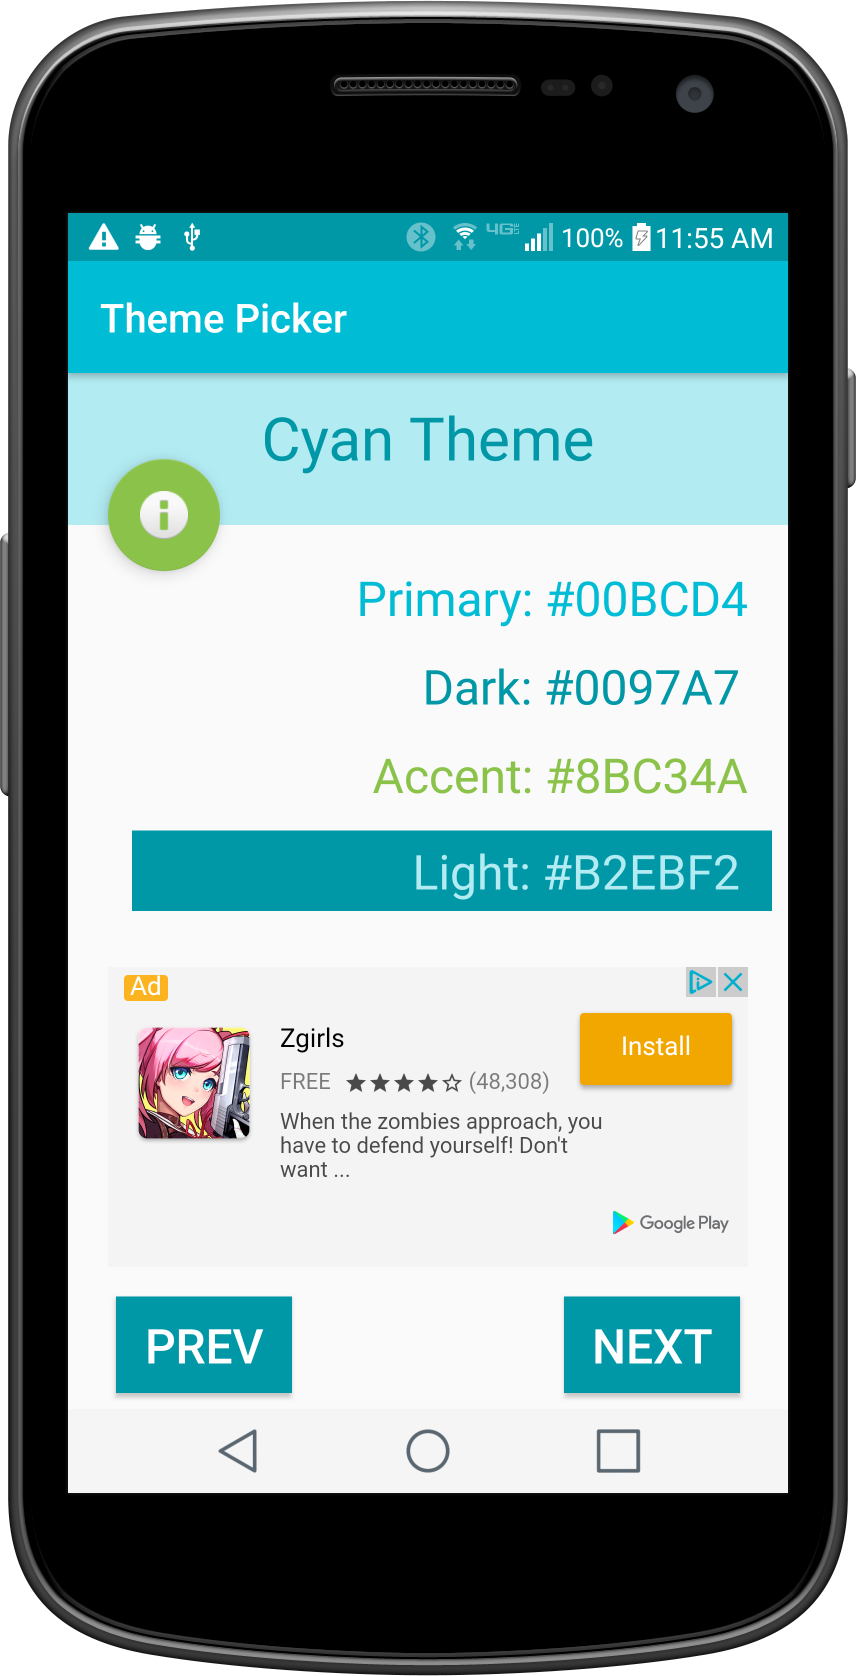 4G LTE 100% 11:55 AM
Theme Picker
Cyan Theme
Primary: #00BCD4
Dark: #0097A7
Accent: #8BC34A
Light: #B2EBF2
Ad
Zgirls
Install
FREE ★★★★☆ (48,308)
When the zombies approach, you
have to defend yourself! Don't
want ...
Google Play
PREV
NEXT